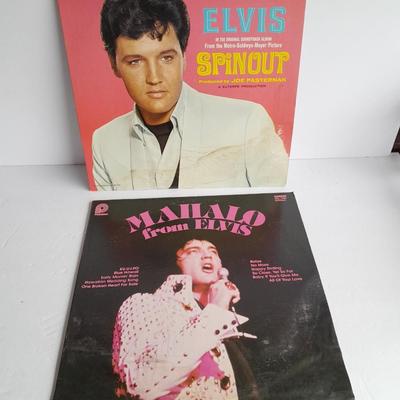 ELVIS
IN THE ORIGINAL SOUNDTRACK ALBUM
From the Metro-Goldwyn-Mayer Picture
SPINOUT
Produced by JOE PASTERNAK
A EUTERPE PRODUCTION
MAHALO
from ELVIS
KU-U-I-PO
Blue Hawaii
Early Mornin' Rain
Hawaiian Wedding Song
One Broken Heart For Sale
Relax
No More
Happy Ending
So Close, Yet So Far
Baby If You'll Give Me
All Of Your Love